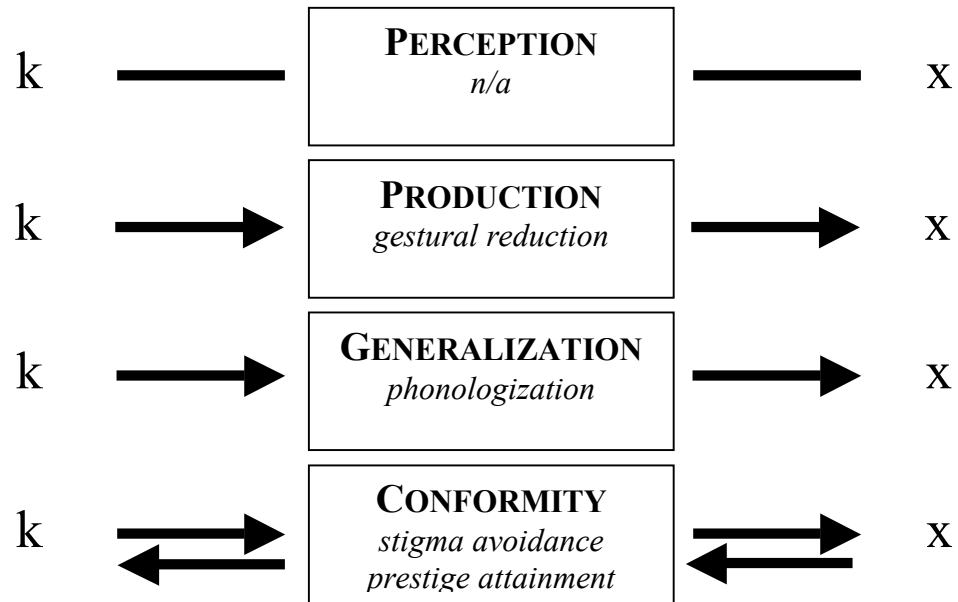 PERCEPTION
k n/a x
PRODUCTION
k gestural reduction x
GENERALIZATION
k phonologization x
CONFORMITY
k stigma avoidance x
prestige attainment